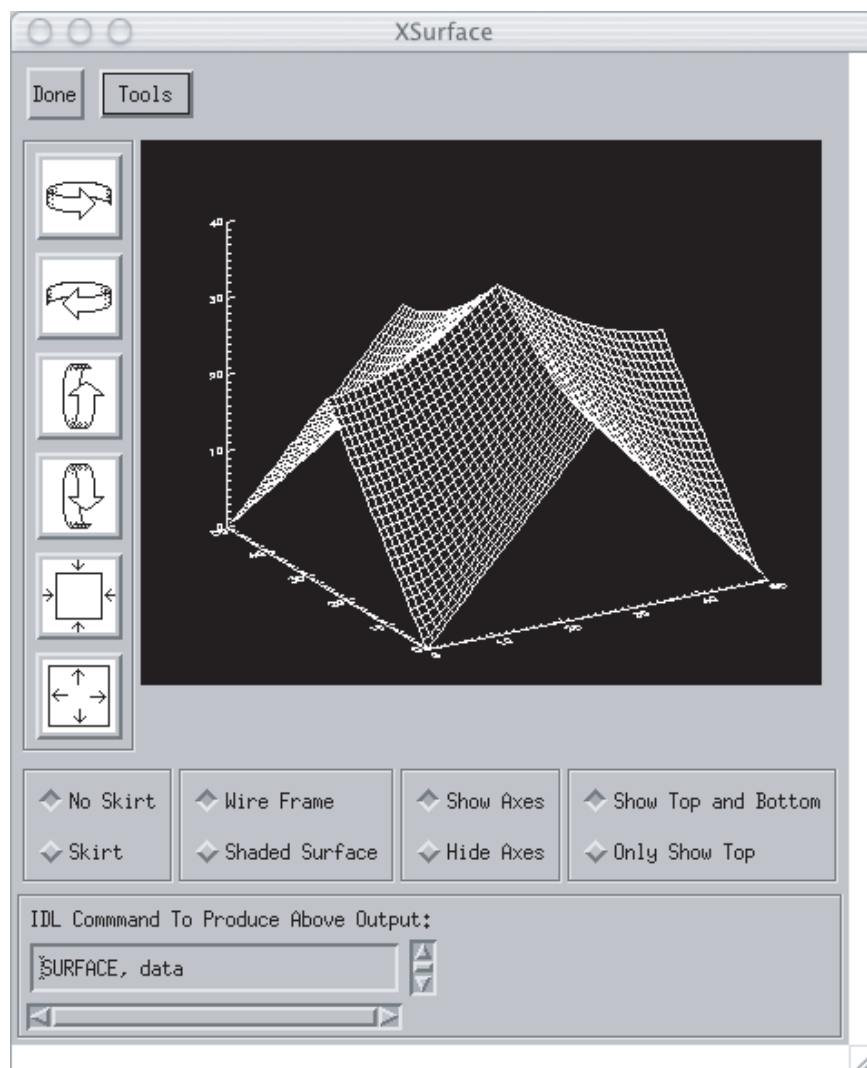 XSurface
Done Tools
40
30
20
10
0
No Skirt Wire Frame Show Axes Show Top and Bottom
Skirt Shaded Surface Hide Axes Only Show Top
IDL Commmand To Produce Above Output:
SURFACE, data